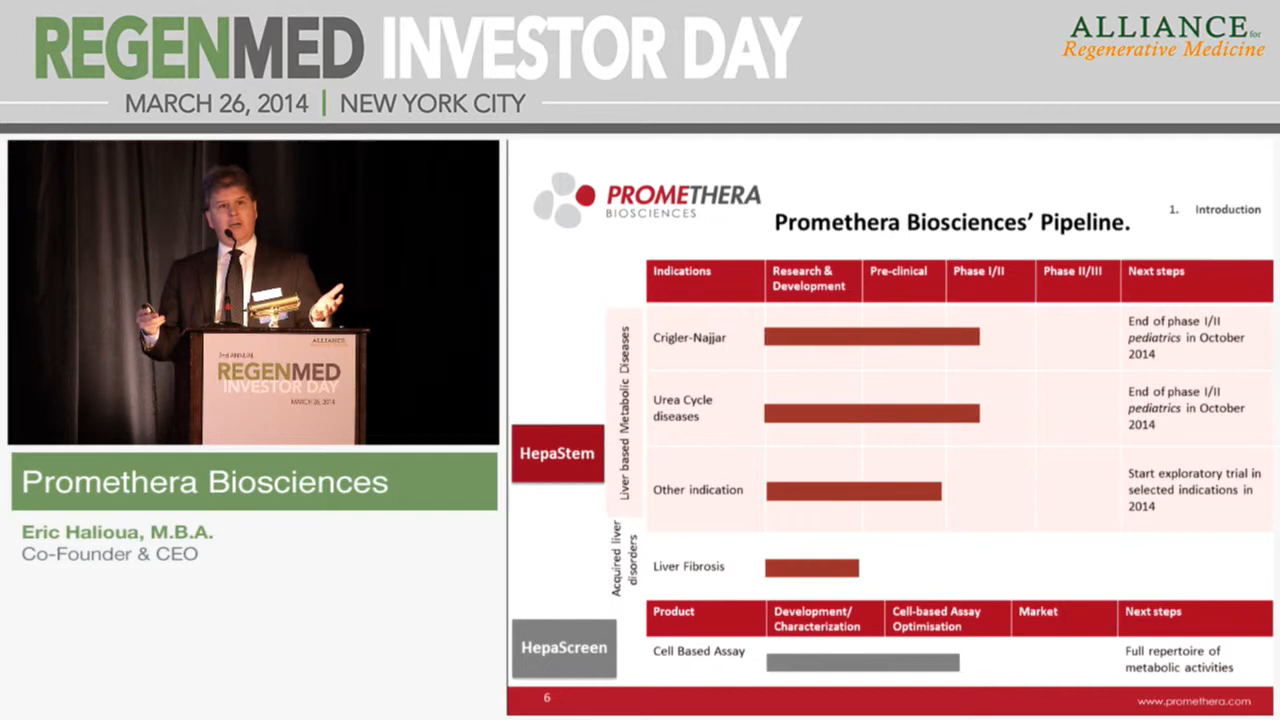 REGENMED INVESTOR DAY
MARCH 26, 2014 | NEW YORK CITY
ALLIANCE for
Regenerative Medicine
ALLIANCE
2nd ANNUAL
REGENMED
INVESTOR DAY
MARCH 26, 2014
Promethera Biosciences
Eric Halioua, M.B.A.
Co-Founder & CEO
PROMETHERA
BIOSCIENCES
1. Introduction
Promethera Biosciences’ Pipeline.
Indications
Research &
Development
Pre-clinical
Phase I/II
Phase II/III
Next steps
HepaStem
Liver based Metabolic Diseases
Crigler-Najjar
End of phase I/II
pediatrics in October
2014
Urea Cycle
diseases
End of phase I/II
pediatrics in October
2014
Other indication
Start exploratory trial in
selected indications in
2014
Acquired liver
disorders
Liver Fibrosis
Product
Development/
Characterization
Cell-based Assay
Optimisation
Market
Next steps
HepaScreen
Cell Based Assay
Full repertoire of
metabolic activities
6
www.promethera.com